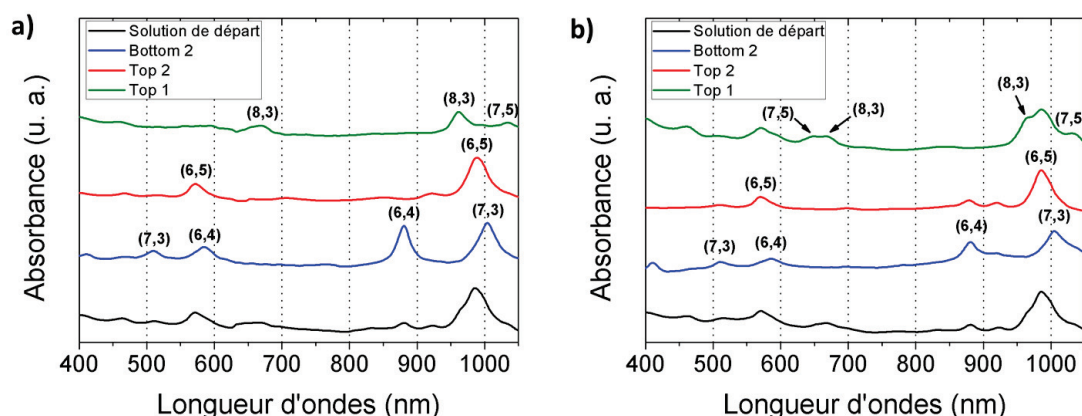 a)
Absorbance (u. a.)
Solution de départ
Bottom 2
Top 2
Top 1
(8,3)
(8,3)
(7,5)
(6,5)
(6,5)
(7,3)
(6,4)
(6,4)
(7,3)
400 500 600 700 800 900 1000
Longueur d'ondes (nm)
b)
Absorbance (u. a.)
Solution de départ
Bottom 2
Top 2
Top 1
(7,5)
(8,3)
(8,3)
(7,5)
(6,5)
(6,5)
(7,3)
(6,4)
(6,4)
(7,3)
400 500 600 700 800 900 1000
Longueur d'ondes (nm)